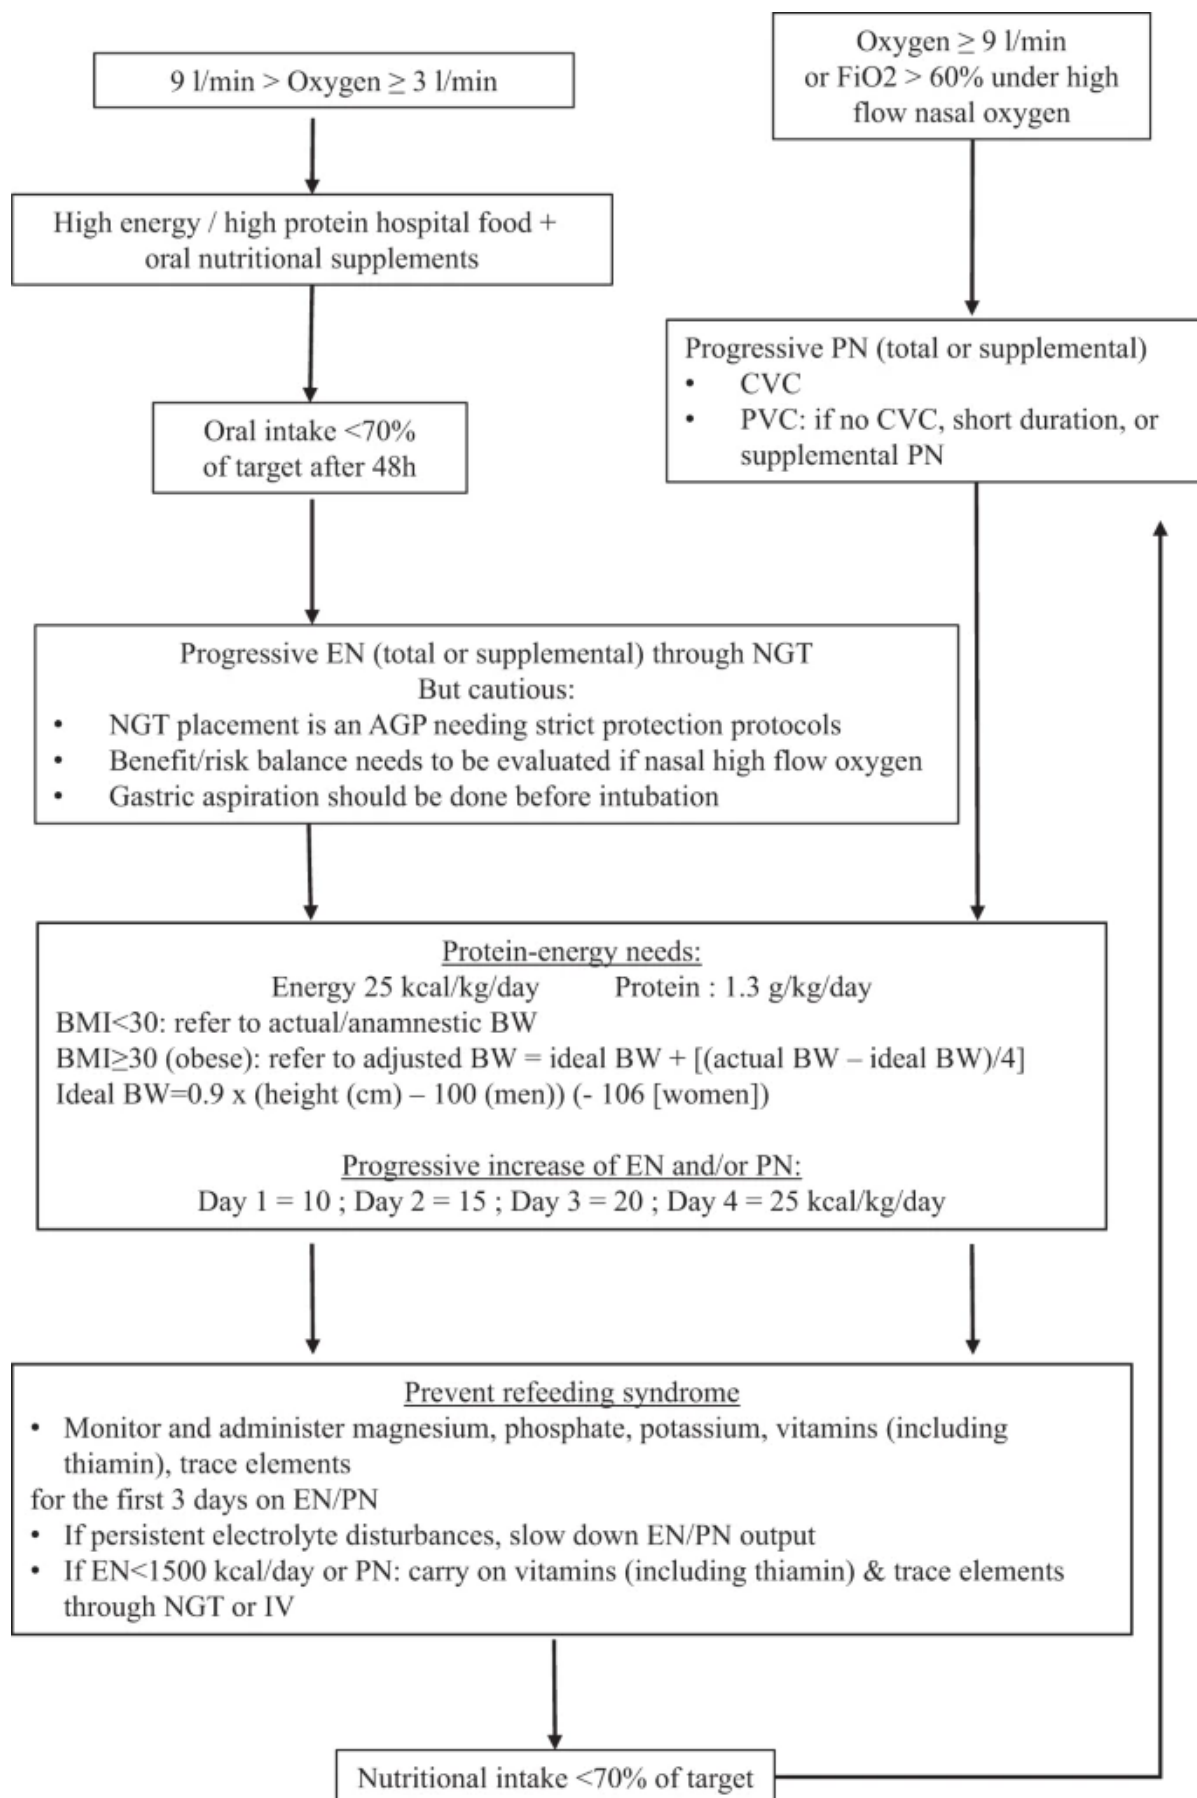 9 l/min > Oxygen ≥ 3 l/min
Oxygen ≥ 9 l/min
or FiO2 > 60% under high
flow nasal oxygen
High energy / high protein hospital food +
oral nutritional supplements
Progressive PN (total or supplemental)
• CVC
• PVC: if no CVC, short duration, or
supplemental PN
Oral intake <70%
of target after 48h
Progressive EN (total or supplemental) through NGT
But cautious:
• NGT placement is an AGP needing strict protection protocols
• Benefit/risk balance needs to be evaluated if nasal high flow oxygen
• Gastric aspiration should be done before intubation
Protein-energy needs:
Energy 25 kcal/kg/day Protein : 1.3 g/kg/day
BMI<30: refer to actual/anamnestic BW
BMI≥30 (obese): refer to adjusted BW = ideal BW + [(actual BW – ideal BW)/4]
Ideal BW=0.9 x (height (cm) – 100 (men)) (- 106 [women])
Progressive increase of EN and/or PN:
Day 1 = 10 ; Day 2 = 15 ; Day 3 = 20 ; Day 4 = 25 kcal/kg/day
Prevent refeeding syndrome
• Monitor and administer magnesium, phosphate, potassium, vitamins (including
thiamin), trace elements
for the first 3 days on EN/PN
• If persistent electrolyte disturbances, slow down EN/PN output
• If EN<1500 kcal/day or PN: carry on vitamins (including thiamin) & trace elements
through NGT or IV
Nutritional intake <70% of target